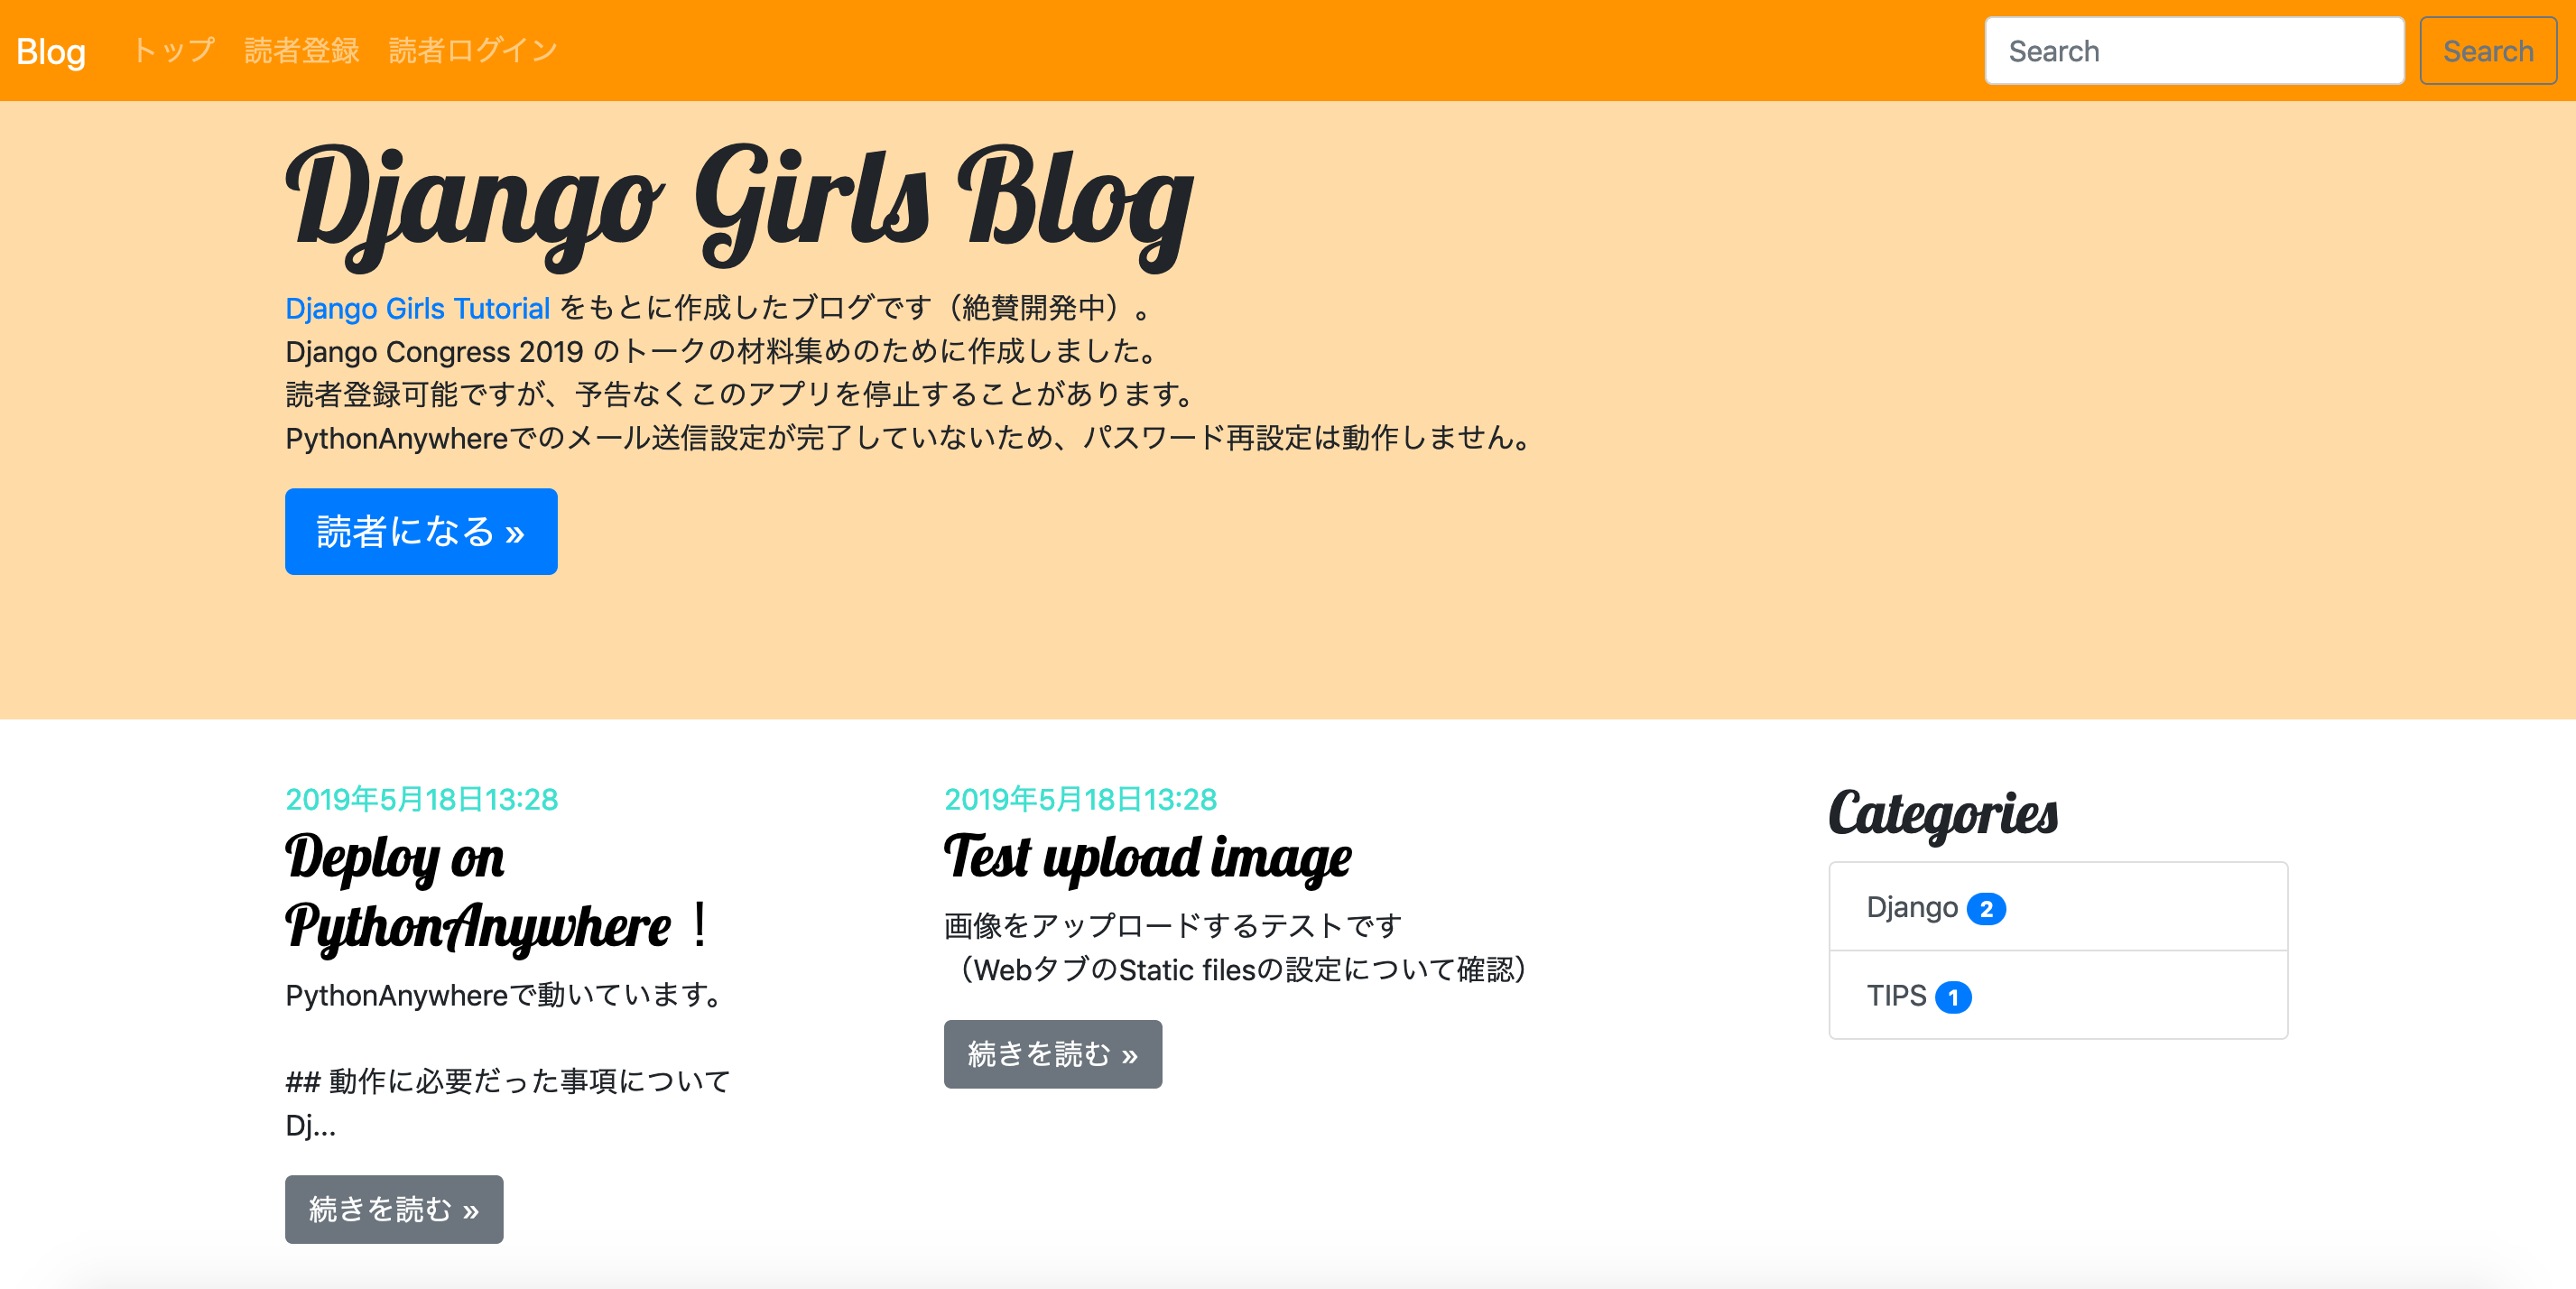 Blog トップ 読者登録 読者ログイン Search Search
Django Girls Blog
Django Girls Tutorial をもとに作成したブログです（絶賛開発中）。
Django Congress 2019 のトークの材料集めのために作成しました。
読者登録可能ですが、予告なくこのアプリを停止することがあります。
PythonAnywhereでのメール送信設定が完了していないため、パスワード再設定は動作しません。
読者になる »
2019年5月18日13:28
Deploy on
PythonAnywhere！
PythonAnywhereで動いています。
## 動作に必要だった事項について
Dj...
続きを読む »
2019年5月18日13:28
Test upload image
画像をアップロードするテストです
（WebタブのStatic filesの設定について確認）
続きを読む »
Categories
Django 2
TIPS 1